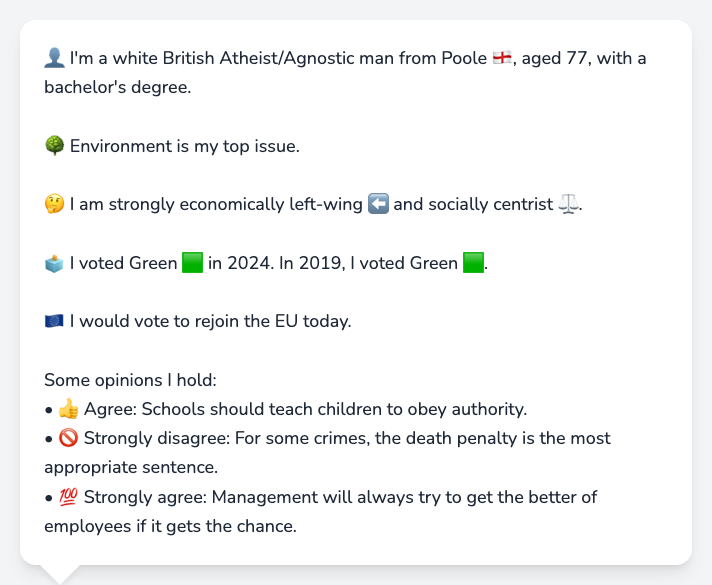 👤 I'm a white British Atheist/Agnostic man from Poole 🏴󠁧󠁢󠁥󠁮󠁧󠁿, aged 77, with a
bachelor's degree.
🌳 Environment is my top issue.
🤔 I am strongly economically left-wing ⬅️ and socially centrist ⚖️.
🗳️ I voted Green 🟩 in 2024. In 2019, I voted Green 🟩.
🇪🇺 I would vote to rejoin the EU today.
Some opinions I hold:
• 👍 Agree: Schools should teach children to obey authority.
• 🚫 Strongly disagree: For some crimes, the death penalty is the most
appropriate sentence.
• 💯 Strongly agree: Management will always try to get the better of
employees if it gets the chance.